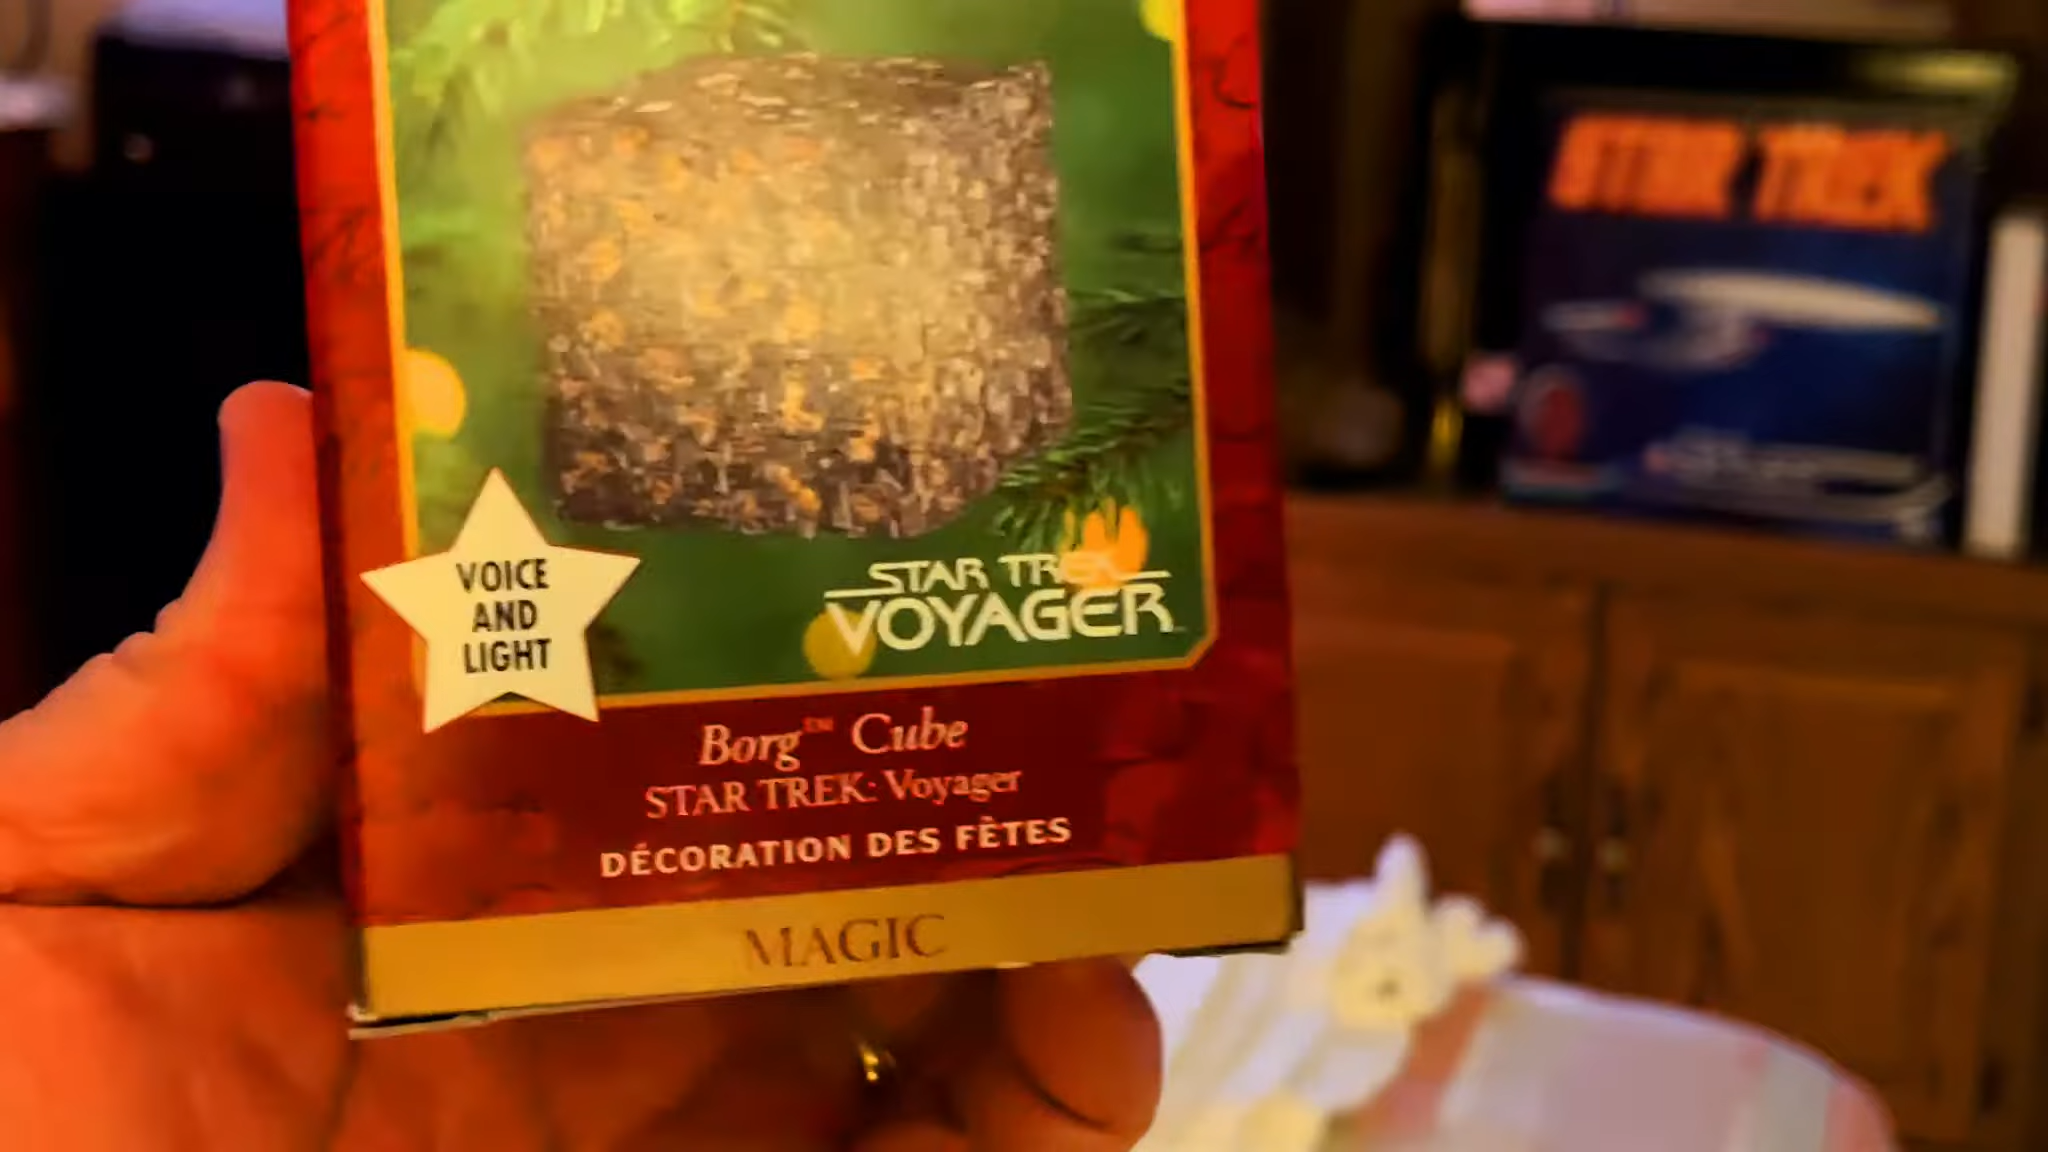 STAR TREK
VOICE
AND
LIGHT
STAR TREK
VOYAGER
Borg™ Cube
STAR TREK: Voyager
DÉCORATION DES FÊTES
MAGIC